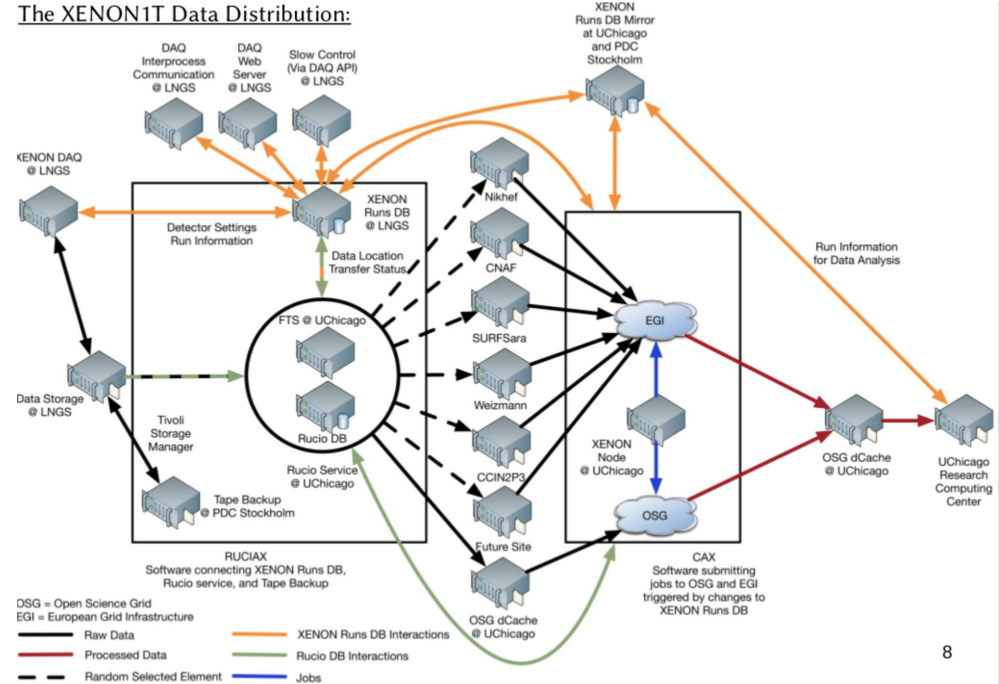 The XENON1T Data Distribution:
XENON
Runs DB Mirror
at UChicago
and PDC
Stockholm
DAQ
Interprocess
Communication
@ LNGS
DAQ
Web
Server
@ LNGS
Slow Control
(Via DAQ API)
@ LNGS
XENON DAQ
@ LNGS
XENON
Runs DB
@ LNGS
Detector Settings
Run Information
Data Location
Transfer Status
Nikhef
CNAF
SURFSara
Weizmann
CCIN2P3
Future Site
OSG dCache
@ UChicago
Run Information
for Data Analysis
FTS @ UChicago
Rucio DB
Rucio Service
@ UChicago
EGI
XENON
Node
@ UChicago
OSG
Data Storage
@ LNGS
Tivoli
Storage
Manager
Tape Backup
@ PDC Stockholm
OSG dCache
@ UChicago
UChicago
Research
Computing
Center
RUCIAX
Software connecting XENON Runs DB,
Rucio service, and Tape Backup
CAX
Software submitting
jobs to OSG and EGI
triggered by changes to
XENON Runs DB
OSG = Open Science Grid
EGI = European Grid Infrastructure
Raw Data
Processed Data
Random Selected Element
XENON Runs DB Interactions
Rucio DB Interactions
Jobs
8